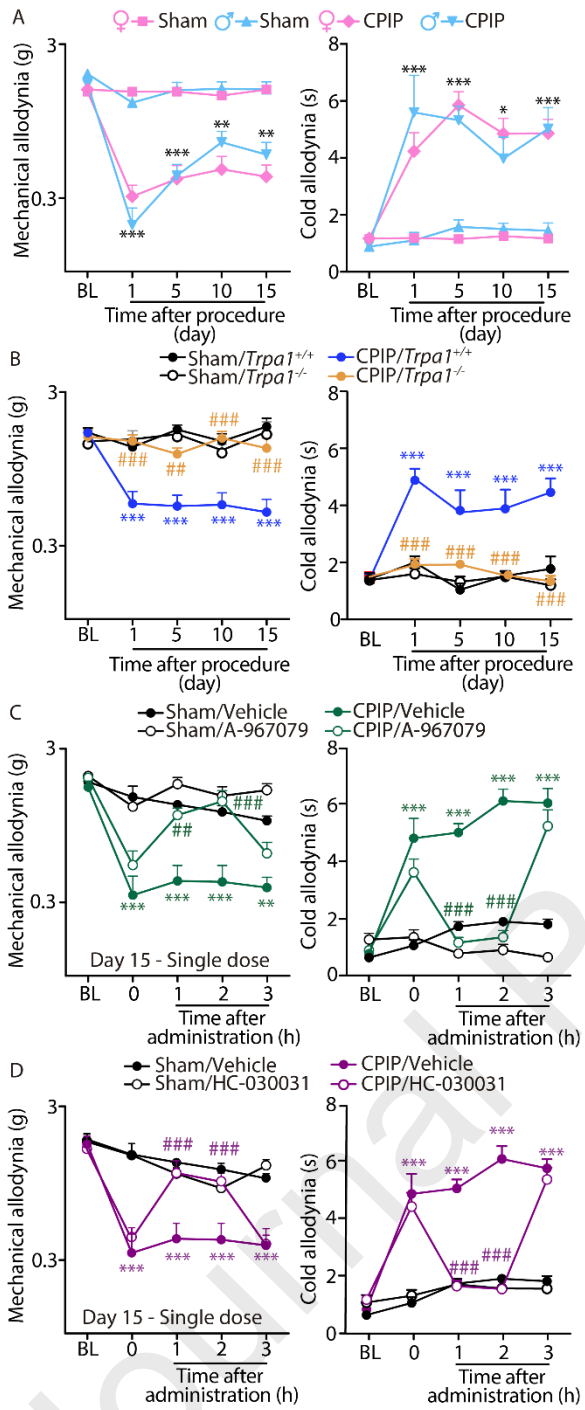 A
♀ Sham ♂ Sham ♀ CPIP ♂ CPIP
Mechanical allodynia (g)
3
0.3
***
***
**
**
BL 1 5 10 15
Time after procedure
(day)
Cold allodynia (s)
8
6
4
2
0
***
***
*
***
BL 1 5 10 15
Time after procedure
(day)
B
Sham/Trpa1+/+ CPIP/Trpa1+/+
Sham/Trpa1-/- CPIP/Trpa1-/-
Mechanical allodynia (g)
3
0.3
###
##
###
###
*** *** *** ***
BL 1 5 10 15
Time after procedure
(day)
Cold allodynia (s)
8
6
4
2
0
*** *** *** ***
### ### ###
###
BL 1 5 10 15
Time after procedure
(day)
C
Sham/Vehicle CPIP/Vehicle
Sham/A-967079 CPIP/A-967079
Mechanical allodynia (g)
3
0.3
###
##
*** *** *** **
Day 15 - Single dose
BL 0 1 2 3
Time after
administration (h)
Cold allodynia (s)
8
6
4
2
0
*** *** *** ***
### ###
BL 0 1 2 3
Time after
administration (h)
D
Sham/Vehicle CPIP/Vehicle
Sham/HC-030031 CPIP/HC-030031
Mechanical allodynia (g)
3
0.3
### ###
*** *** *** ***
Day 15 - Single dose
BL 0 1 2 3
Time after
administration (h)
Cold allodynia (s)
8
6
4
2
0
*** *** *** ***
### ###
BL 0 1 2 3
Time after
administration (h)
Journal P